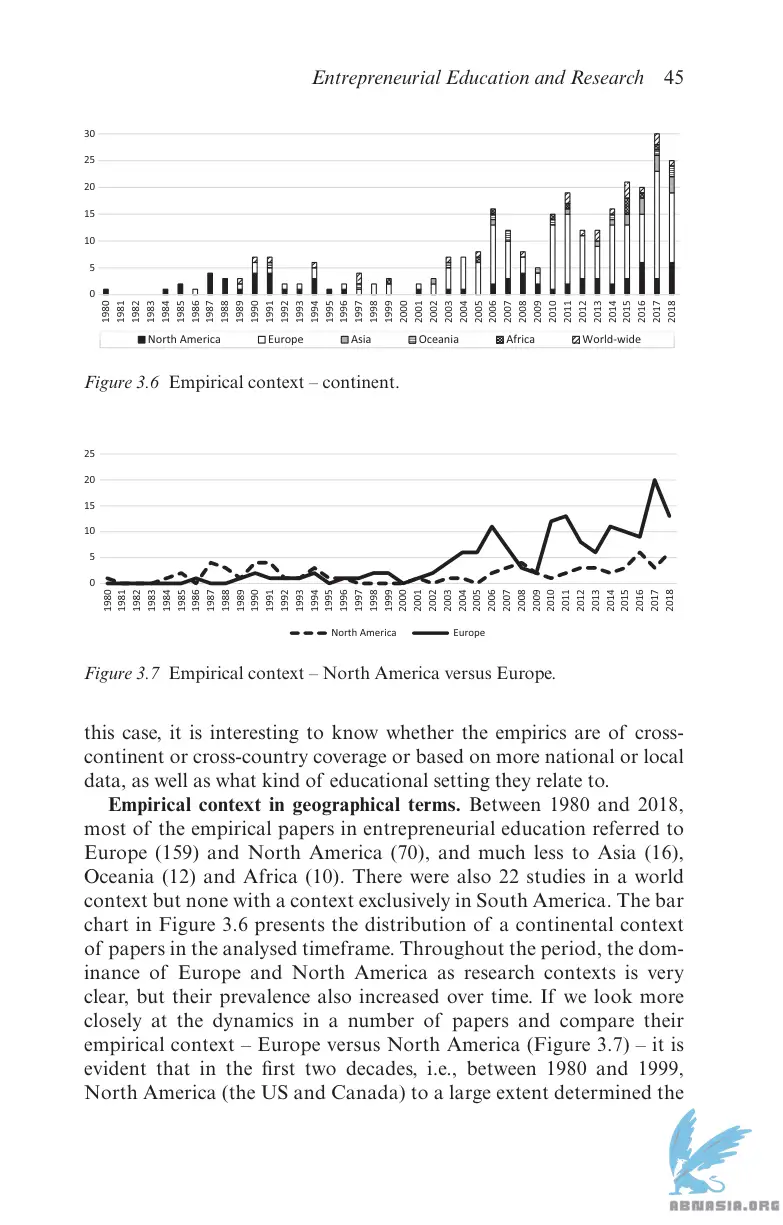 Entrepreneurial Education and Research 45
30
25
20
15
10
5
0
1980 1981 1982 1983 1984 1985 1986 1987 1988 1989 1990 1991 1992 1993 1994 1995 1996 1997 1998 1999 2000 2001 2002 2003 2004 2005 2006 2007 2008 2009 2010 2011 2012 2013 2014 2015 2016 2017 2018
North America Europe Asia Oceania Africa World-wide
Figure 3.6 Empirical context – continent.
25
20
15
10
5
0
1980 1981 1982 1983 1984 1985 1986 1987 1988 1989 1990 1991 1992 1993 1994 1995 1996 1997 1998 1999 2000 2001 2002 2003 2004 2005 2006 2007 2008 2009 2010 2011 2012 2013 2014 2015 2016 2017 2018
North America Europe
Figure 3.7 Empirical context – North America versus Europe.
this case, it is interesting to know whether the empirics are of cross-
continent or cross-country coverage or based on more national or local
data, as well as what kind of educational setting they relate to.
Empirical context in geographical terms. Between 1980 and 2018,
most of the empirical papers in entrepreneurial education referred to
Europe (159) and North America (70), and much less to Asia (16),
Oceania (12) and Africa (10). There were also 22 studies in a world
context but none with a context exclusively in South America. The bar
chart in Figure 3.6 presents the distribution of a continental context
of papers in the analysed timeframe. Throughout the period, the dom-
inance of Europe and North America as research contexts is very
clear, but their prevalence also increased over time. If we look more
closely at the dynamics in a number of papers and compare their
empirical context – Europe versus North America (Figure 3.7) – it is
evident that in the first two decades, i.e., between 1980 and 1999,
North America (the US and Canada) to a large extent determined the
ABNASIA.ORG